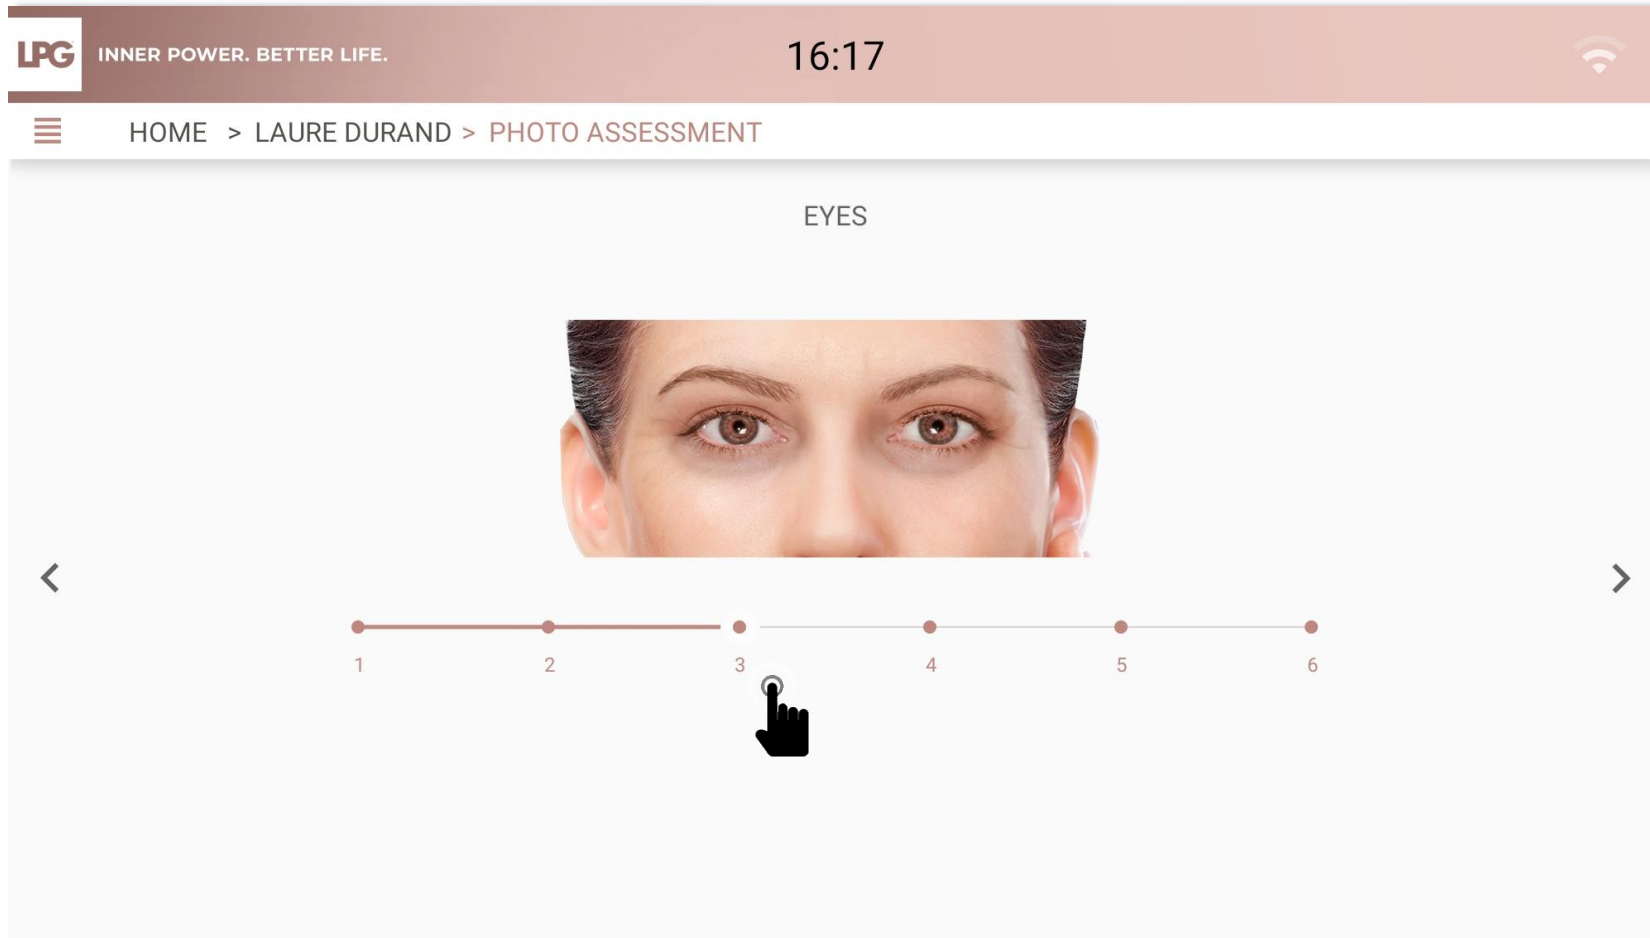 LPG INNER POWER. BETTER LIFE. 16:17
HOME > LAURE DURAND > PHOTO ASSESSMENT
EYES
1 2 3 4 5 6